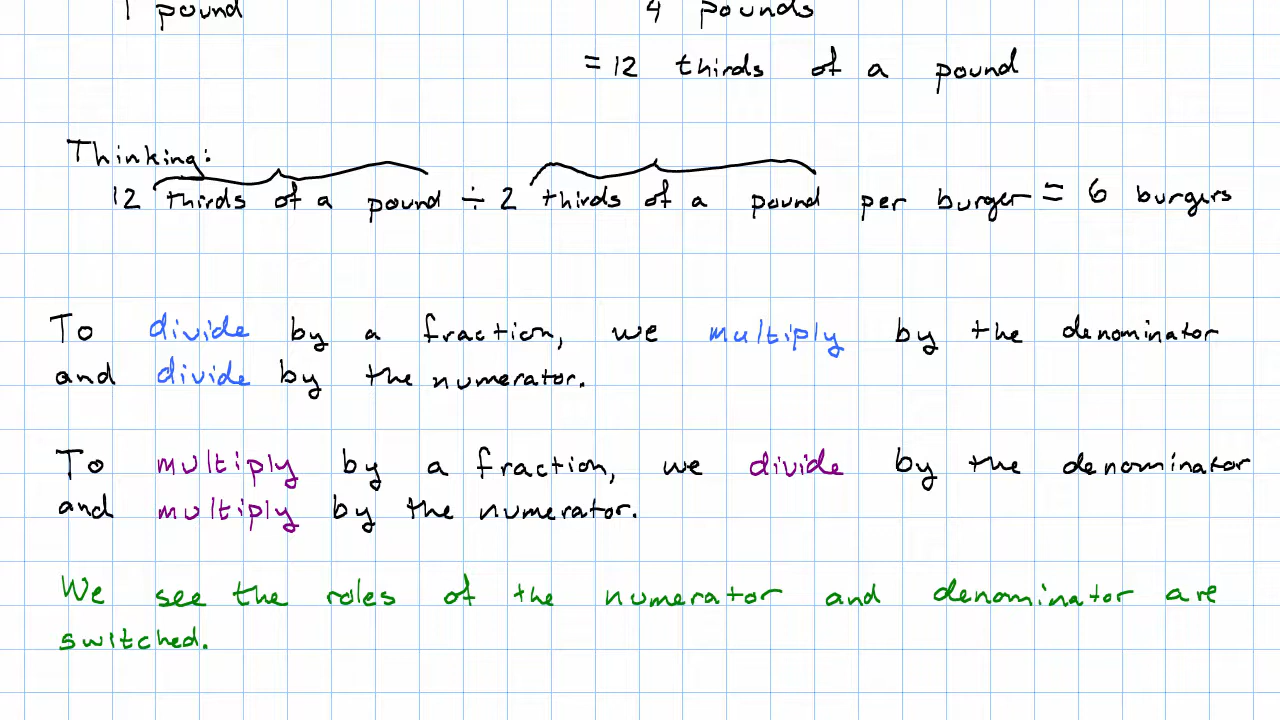 1 pound 4 pounds
= 12 thirds of a pound
Thinking:
12 thirds of a pound ÷ 2 thirds of a pound per burger = 6 burgers
To divide by a fraction, we multiply by the denominator
and divide by the numerator.
To multiply by a fraction, we divide by the denominator
and multiply by the numerator.
We see the roles of the numerator and denominator are
switched.